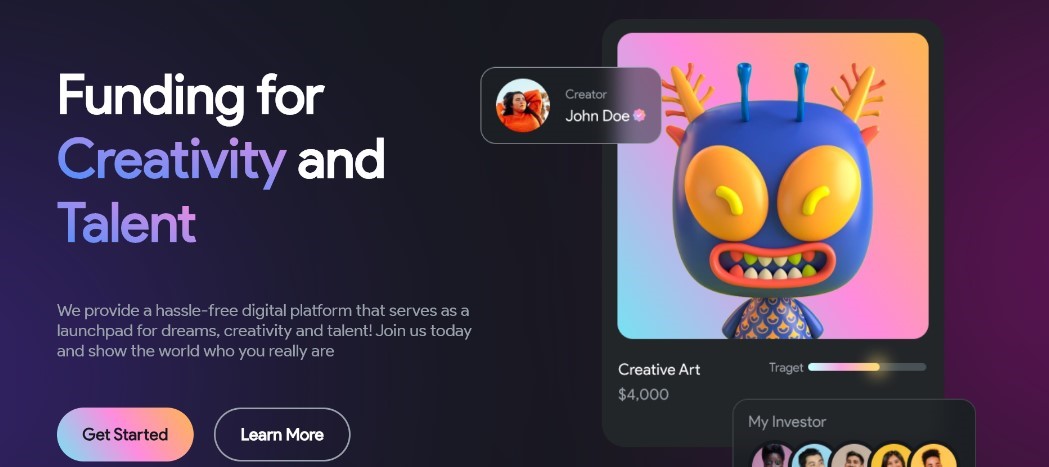 Funding for
Creativity and
Talent
We provide a hassle-free digital platform that serves as a
launchpad for dreams, creativity and talent! Join us today
and show the world who you really are
Get Started
Learn More
Creator
John Doe
Creative Art
Traget
$4,000
My Investor